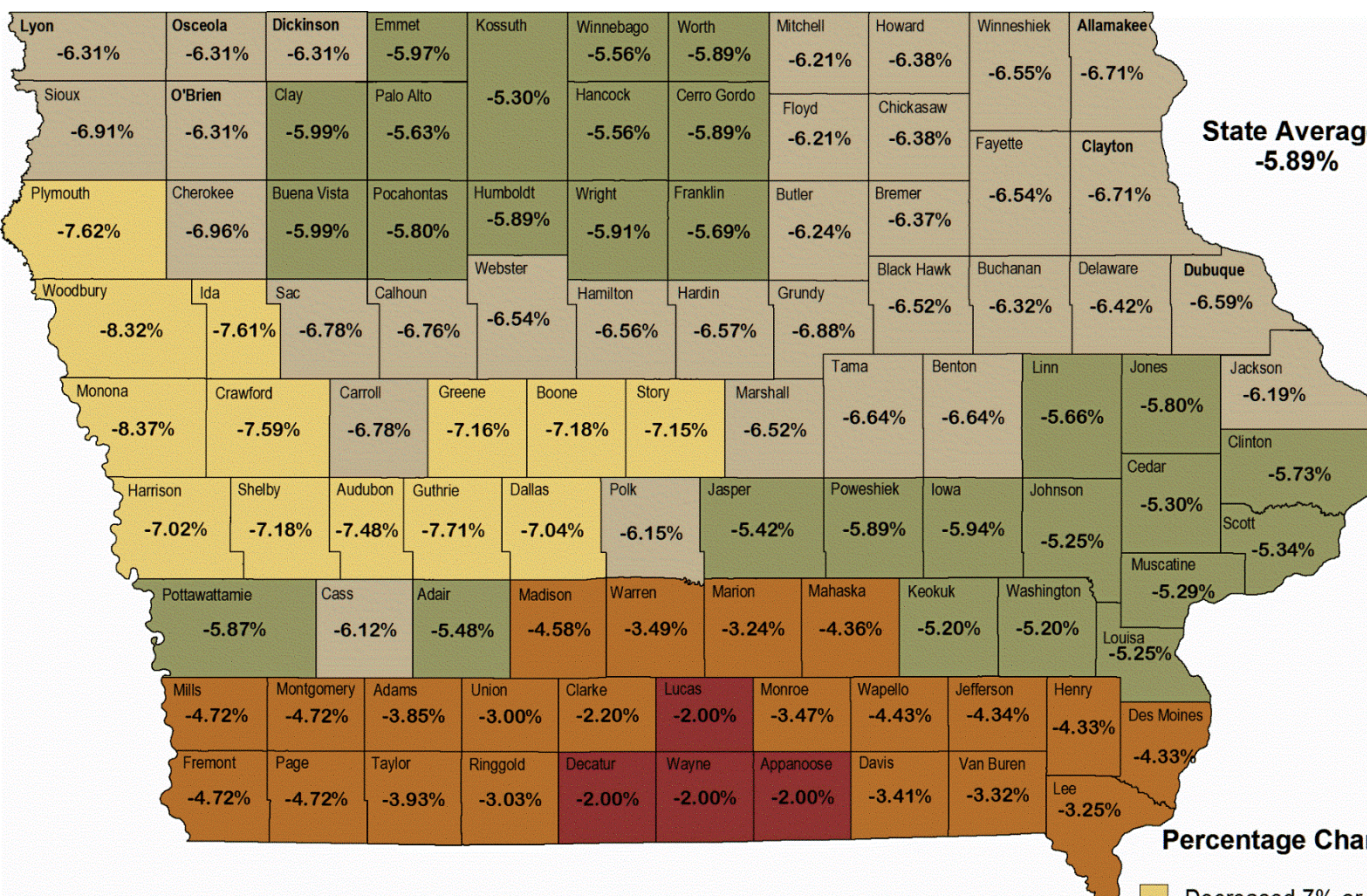 Lyon Osceola Dickinson Emmet Kossuth Winnebago Worth Mitchell Howard Winneshiek Allamakee
-6.31% -6.31% -6.31% -5.97% -5.30% -5.56% -5.89% -6.21% -6.38% -6.55% -6.71%
Sioux O'Brien Clay Palo Alto Hancock Cerro Gordo Floyd Chickasaw Fayette Clayton
-6.91% -6.31% -5.99% -5.63% -5.56% -5.89% -6.21% -6.38% -6.54% -6.71%
State Averag
-5.89%
Plymouth Cherokee Buena Vista Pocahontas Humboldt Wright Franklin Butler Bremer
-7.62% -6.96% -5.99% -5.80% -5.89% -5.91% -5.69% -6.24% -6.37%
Woodbury Ida Sac Calhoun Webster Hamilton Hardin Grundy Black Hawk Buchanan Delaware Dubuque
-8.32% -7.61% -6.78% -6.76% -6.54% -6.56% -6.57% -6.88% -6.52% -6.32% -6.42% -6.59%
Monona Crawford Carroll Greene Boone Story Marshall Tama Benton Linn Jones Jackson
-8.37% -7.59% -6.78% -7.16% -7.18% -7.15% -6.52% -6.64% -6.64% -5.66% -5.80% -6.19%
Clinton
-5.73%
Harrison Shelby Audubon Guthrie Dallas Polk Jasper Poweshiek Iowa Johnson Cedar Scott
-7.02% -7.18% -7.48% -7.71% -7.04% -6.15% -5.42% -5.89% -5.94% -5.25% -5.30% -5.34%
Muscatine
-5.29%
Pottawattamie Cass Adair Madison Warren Marion Mahaska Keokuk Washington Louisa
-5.87% -6.12% -5.48% -4.58% -3.49% -3.24% -4.36% -5.20% -5.20% -5.25%
Mills Montgomery Adams Union Clarke Lucas Monroe Wapello Jefferson Henry Des Moines
-4.72% -4.72% -3.85% -3.00% -2.20% -2.00% -3.47% -4.43% -4.34% -4.33% -4.33%
Fremont Page Taylor Ringgold Decatur Wayne Appanoose Davis Van Buren Lee
-4.72% -4.72% -3.93% -3.03% -2.00% -2.00% -2.00% -3.41% -3.32% -3.25%
Percentage Chan